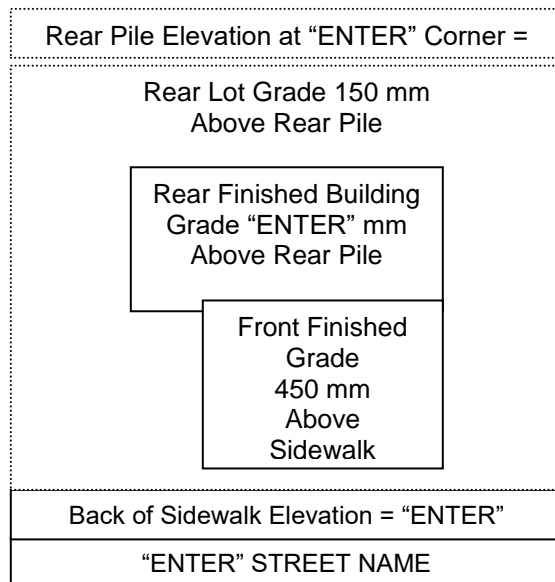 Rear Pile Elevation at “ENTER” Corner =
Rear Lot Grade 150 mm
Above Rear Pile
Rear Finished Building
Grade “ENTER” mm
Above Rear Pile
Front Finished
Grade
450 mm
Above
Sidewalk
Back of Sidewalk Elevation = “ENTER”
“ENTER” STREET NAME